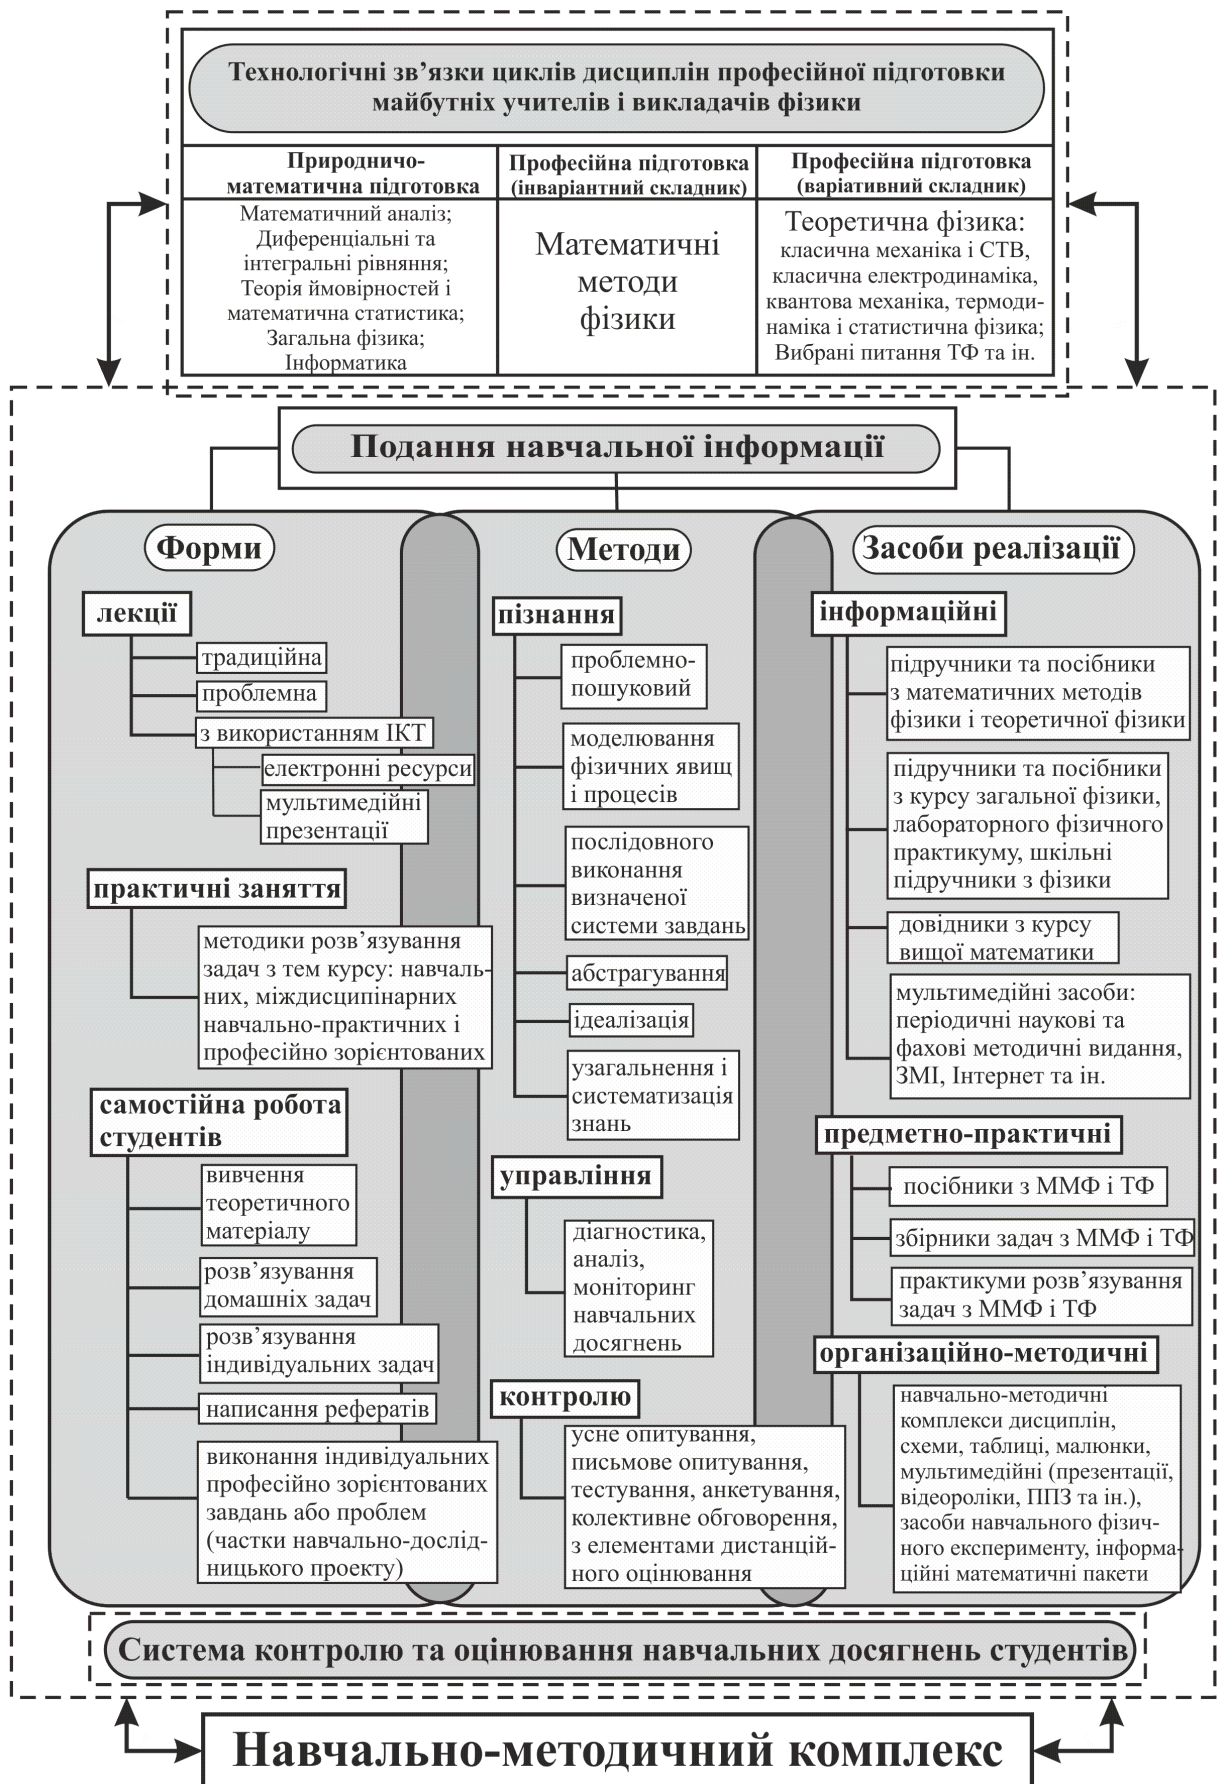 Технологічні зв’язки циклів дисциплін професійної підготовки
майбутніх учителів і викладачів фізики
Природничо-
математична підготовка
Професійна підготовка
(інваріантний складник)
Професійна підготовка
(варіативний складник)
Математичний аналіз;
Диференціальні та
інтегральні рівняння;
Теорія ймовірностей і
математична статистика;
Загальна фізика;
Інформатика
Математичні
методи
фізики
Теоретична фізика:
класична механіка і СТВ,
класична електродинаміка,
квантова механіка, термоди-
наміка і статистична фізика;
Вибрані питання ТФ та ін.
Подання навчальної інформації
Форми
лекції
традиційна
проблемна
з використанням ІКТ
електронні ресурси
мультимедійні
презентації
практичні заняття
методики розв’язування
задач з тем курсу: навчаль-
них, міждисципінарних
навчально-практичних і
професійно зорієнтованих
самостійна робота
студентів
вивчення
теоретичного
матеріалу
розв’язування
домашніх задач
розв’язування
індивідуальних задач
написання рефератів
виконання індивідуальних
професійно зорієнтованих
завдань або проблем
(частки навчально-дослід-
ницького проекту)
Методи
пізнання
проблемно-
пошуковий
моделювання
фізичних явищ
і процесів
послідовного
виконання
визначеної
системи завдань
абстрагування
ідеалізація
узагальнення і
систематизація
знань
управління
діагностика,
аналіз,
моніторинг
навчальних
досягнень
контролю
усне опитування,
письмове опитування,
тестування, анкетування,
колективне обговорення,
з елементами дистанцій-
ного оцінювання
Засоби реалізації
інформаційні
підручники та посібники
з математичних методів
фізики і теоретичної фізики
підручники та посібники
з курсу загальної фізики,
лабораторного фізичного
практикуму, шкільні
підручники з фізики
довідники з курсу
вищої математики
мультимедійні засоби:
періодичні наукові та
фахові методичні видання,
ЗМІ, Інтернет та ін.
предметно-практичні
посібники з ММФ і ТФ
збірники задач з ММФ і ТФ
практикуми розв’язування
задач з ММФ і ТФ
організаційно-методичні
навчально-методичні
комплекси дисциплін,
схеми, таблиці, малюнки,
мультимедійні (презентації,
відеоролики, ППЗ та ін.),
засоби навчального фізич-
ного експерименту, інформа-
ційні математичні пакети
Система контролю та оцінювання навчальних досягнень студентів
Навчально-методичний комплекс